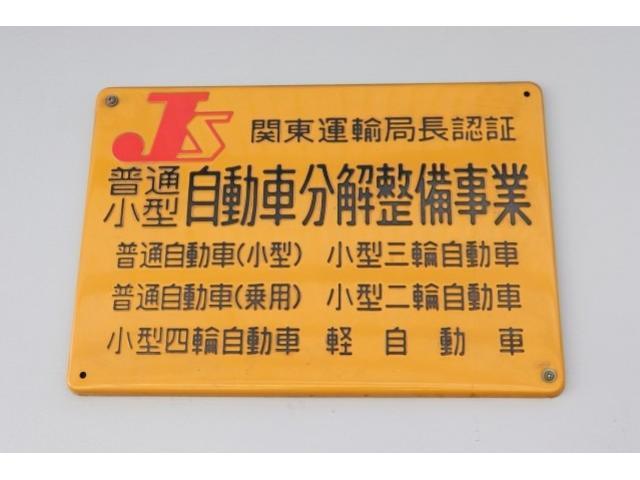 JS 関東運輸局長認証
普通
小型 自動車分解整備事業
普通自動車(小型) 小型三輪自動車
普通自動車(乗用) 小型二輪自動車
小型四輪自動車 軽自動車